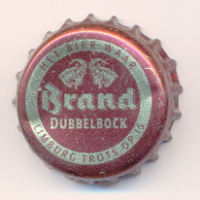 HET BIER WAAR
Brand
DUBBELBOCK
LIMBURG TROTS OP IS